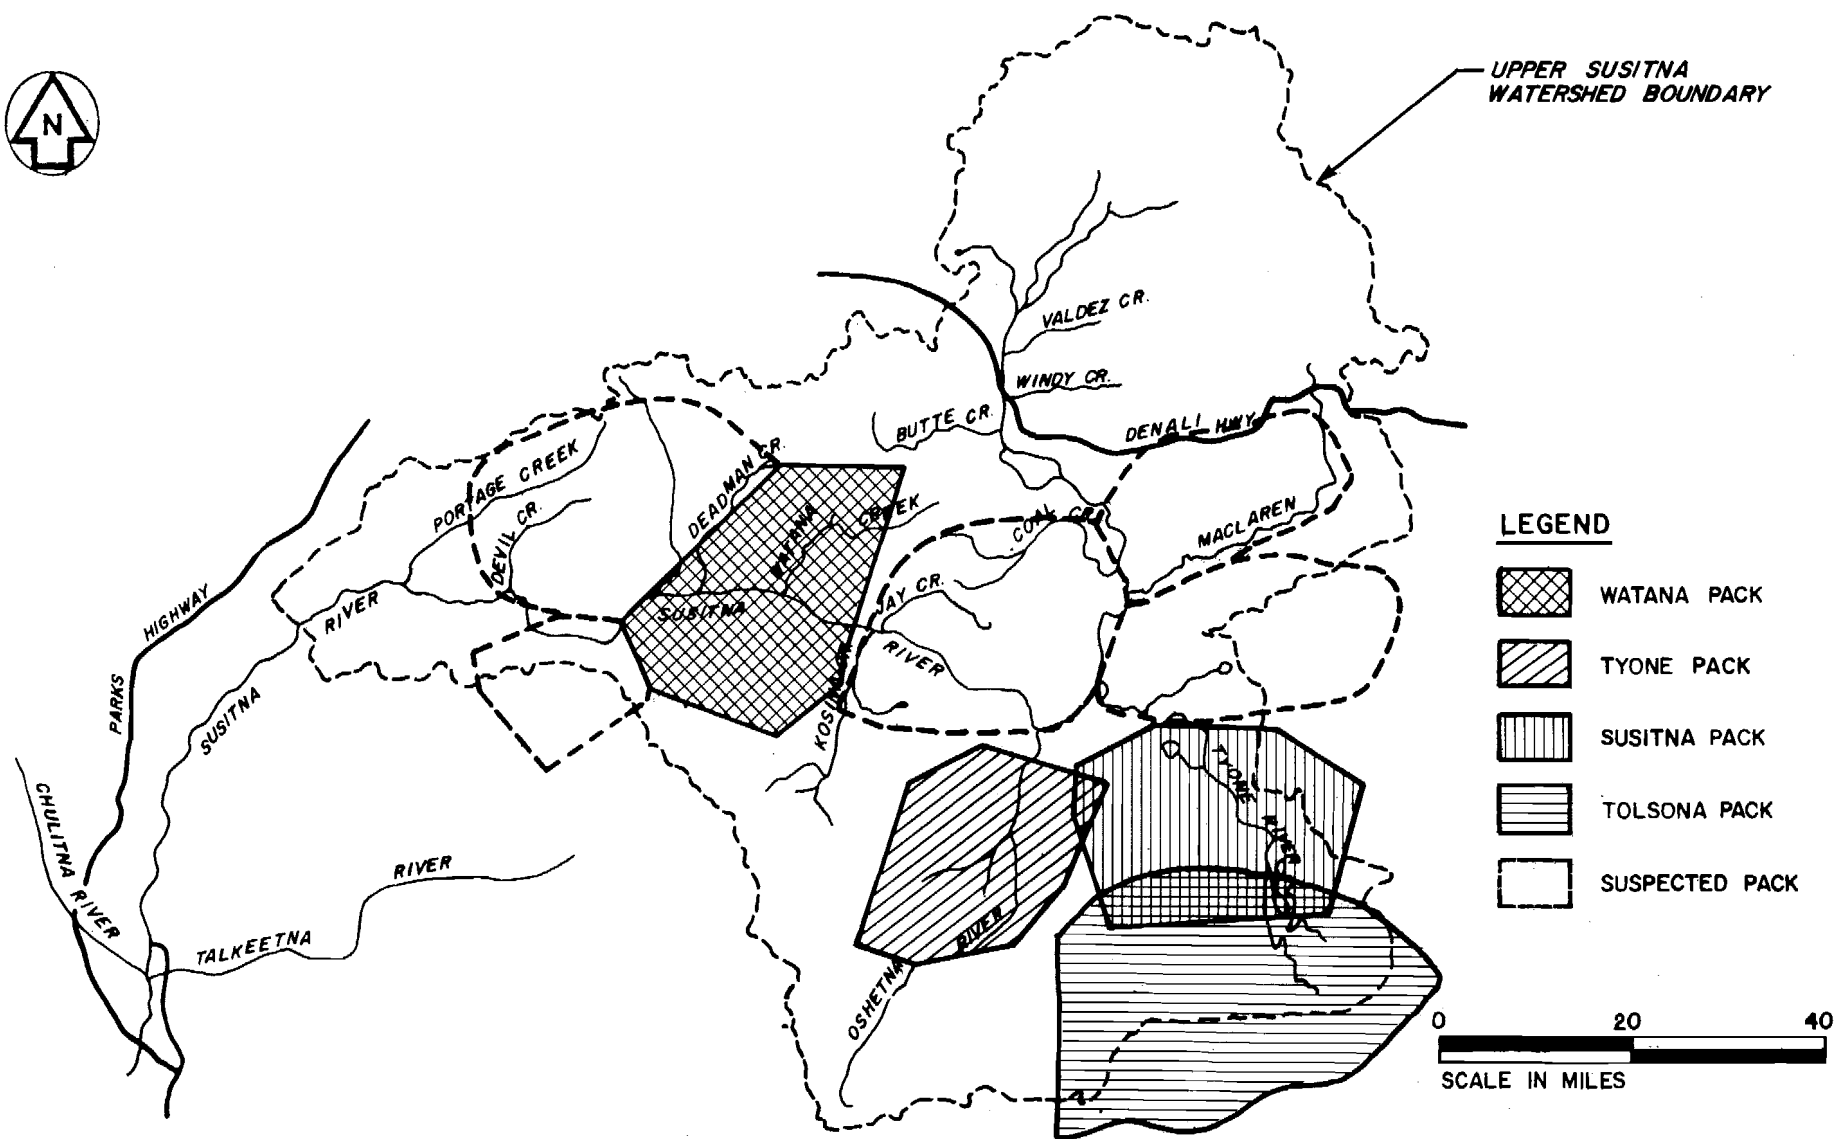 UPPER SUSITNA
WATERSHED BOUNDARY
N
VALDEZ CR.
WINDY CR.
BUTTE CR.
DENALI HWY
PORTAGE CREEK
DEADMAN CR.
DEVIL CR.
WATANA CREEK
COAL CR.
MACLAREN
JAY CR.
SUSITNA
RIVER
RIVER
HIGHWAY
PARKS
SUSITNA
KOSINA CR.
TYONE RIVER
CHULITNA RIVER
RIVER
TALKEETNA
OSHETNA RIVER
LEGEND
WATANA PACK
TYONE PACK
SUSITNA PACK
TOLSONA PACK
SUSPECTED PACK
0 20 40
SCALE IN MILES